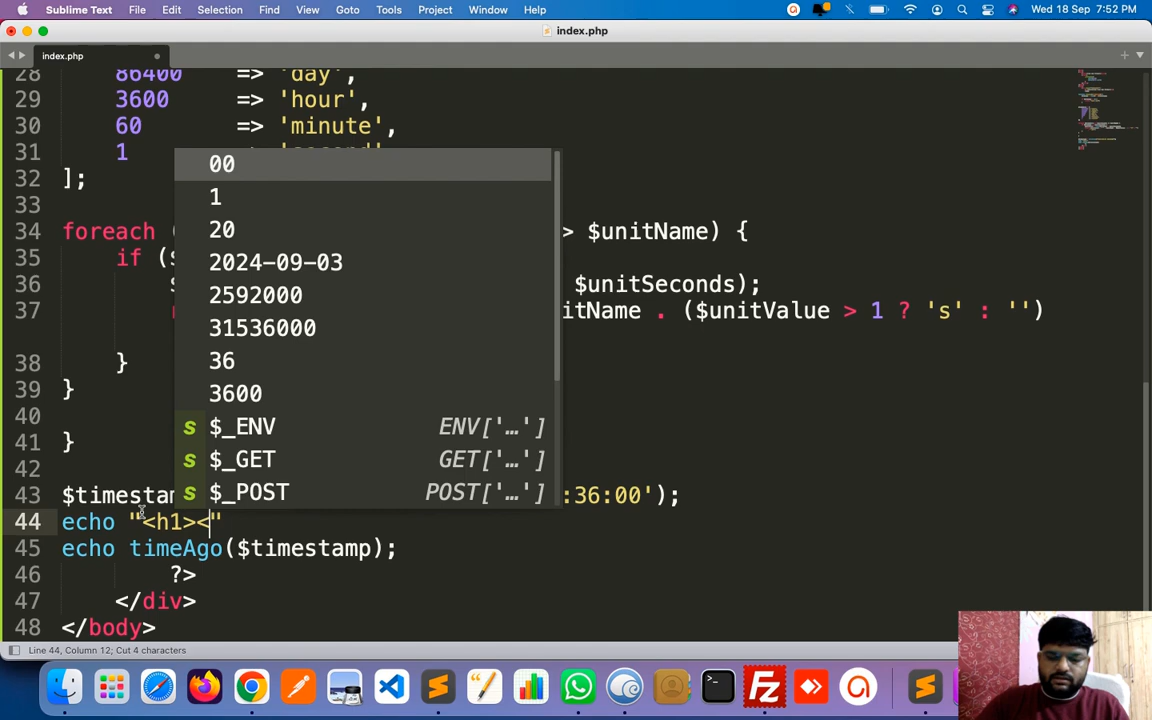 Sublime Text File Edit Selection Find View Goto Tools Project Window Help Wed 18 Sep 7:52 PM
index.php
index.php
28 86400 => 'day',
29 3600 => 'hour',
30 60 => 'minute',
31 1 => 'second'
32 ];
33
34 foreach > $unitName) {
35 if (
36 $unitSeconds);
37 itName . ($unitValue > 1 ? 's' : '')
38 }
39 }
40
41 }
42
43 $timestam :36:00');
44 echo "<h1><"
45 echo timeAgo($timestamp);
46 ?>
47 </div>
48 </body>
00
1
20
2024-09-03
2592000
31536000
36
3600
s $_ENV ENV['…']
s $_GET GET['…']
s $_POST POST['…']
Line 44, Column 12; Cut 4 characters